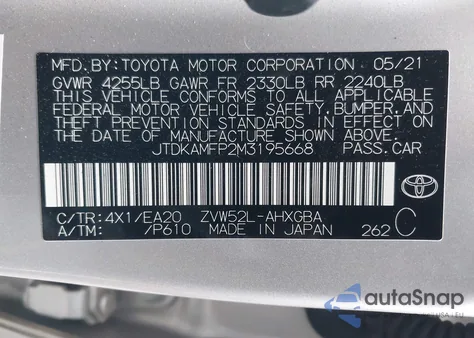 MFD.BY:TOYOTA MOTOR CORPORATION 05/21
GVWR 4255LB GAWR FR 2330LB RR 2240LB
THIS VEHICLE CONFORMS TO ALL APPLICABLE
FEDERAL MOTOR VEHICLE SAFETY, BUMPER, AND
THEFT PREVENTION STANDARDS IN EFFECT ON
THE DATE OF MANUFACTURE SHOWN ABOVE.
JTDKAMFP2M3195668 PASS.CAR
C/TR:4X1/EA20 ZVW52L-AHXGBA
A/TM: /P610 MADE IN JAPAN 262 C
autoSnap